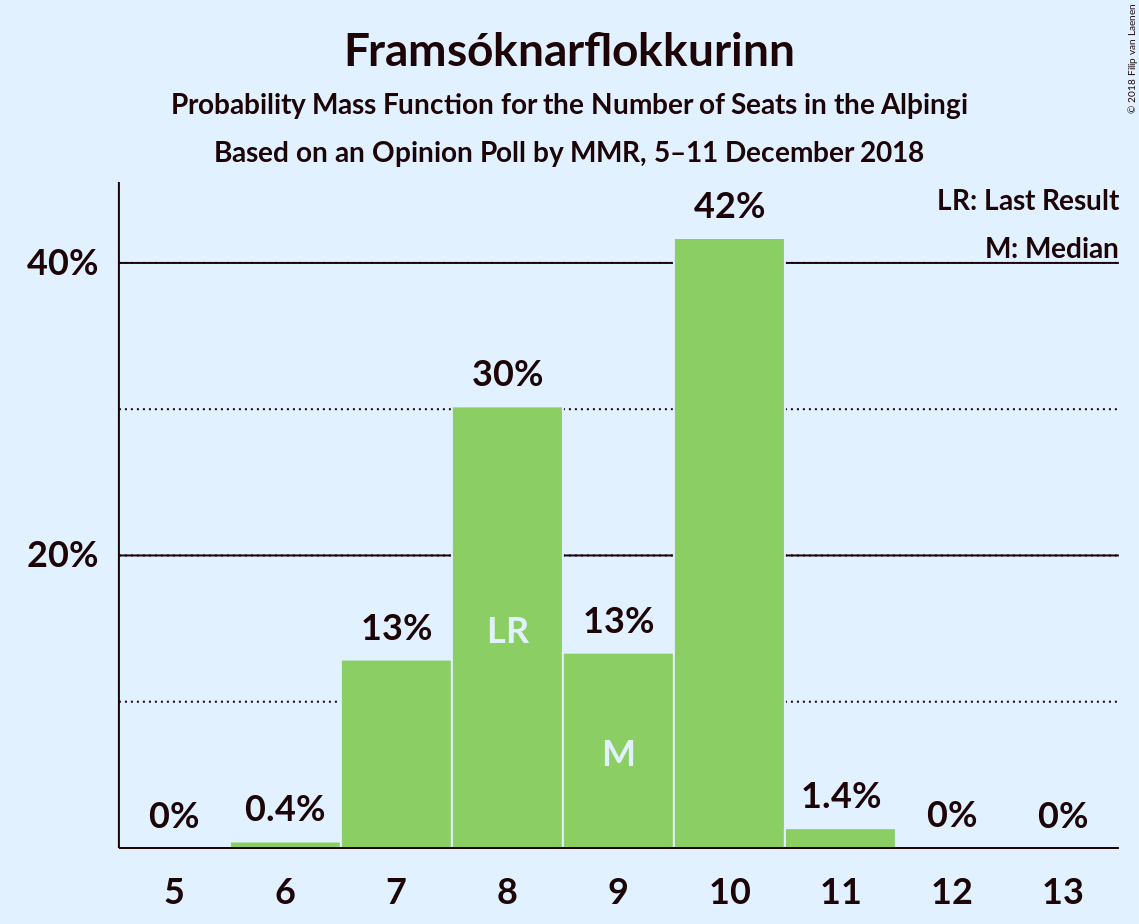 Framsóknarflokkurinn
Probability Mass Function for the Number of Seats in the Alþingi
Based on an Opinion Poll by MMR, 5–11 December 2018
© 2018 Filip van Laenen
LR: Last Result
M: Median
40%
20%
0%
0.4%
13%
30%
13%
42%
1.4%
0%
0%
LR
M
5 6 7 8 9 10 11 12 13